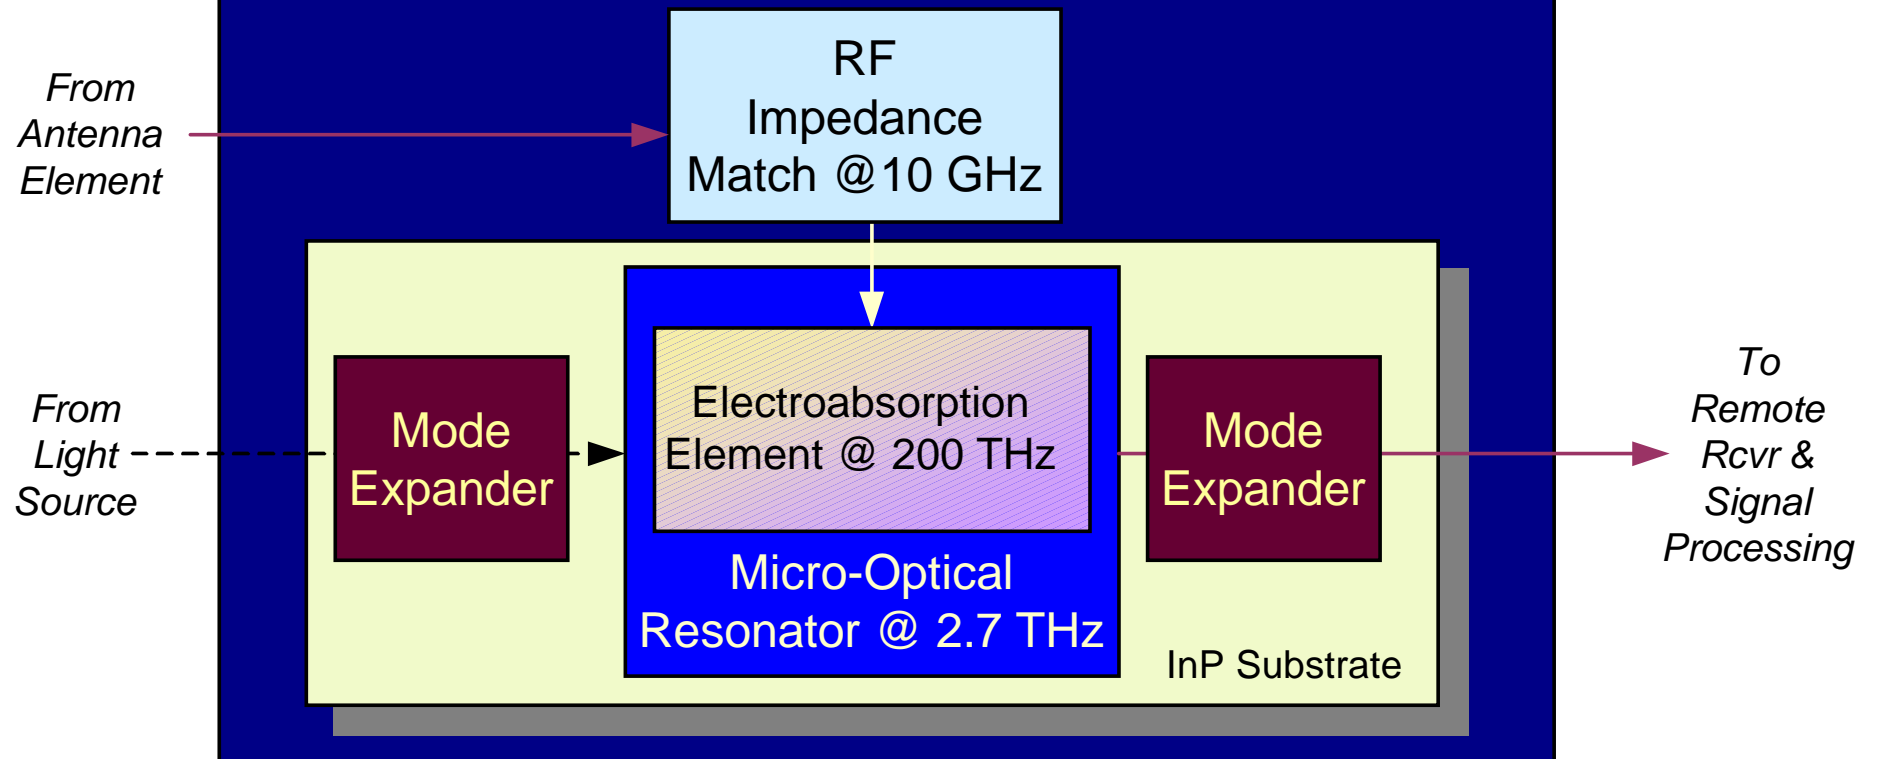 From
Antenna
Element
RF
Impedance
Match @10 GHz
From
Light
Source
Mode
Expander
Electroabsorption
Element @ 200 THz
Micro-Optical
Resonator @ 2.7 THz
Mode
Expander
InP Substrate
To
Remote
Rcvr &
Signal
Processing